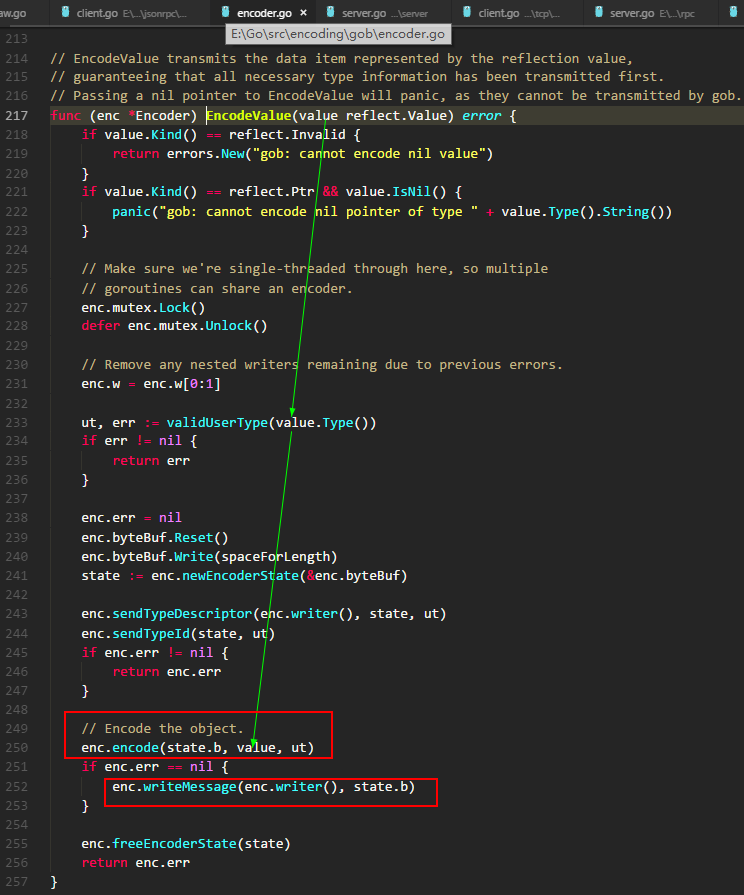 aw.go client.go E:\...\jsonrpc\... encoder.go × server.go ...\server client.go ...\tcp\... server.go E:\...\rpc
E:\Go\src\encoding\gob\encoder.go
213
214 // EncodeValue transmits the data item represented by the reflection value,
215 // guaranteeing that all necessary type information has been transmitted first.
216 // Passing a nil pointer to EncodeValue will panic, as they cannot be transmitted by gob.
217 func (enc *Encoder) EncodeValue(value reflect.Value) error {
218 if value.Kind() == reflect.Invalid {
219 return errors.New("gob: cannot encode nil value")
220 }
221 if value.Kind() == reflect.Ptr && value.IsNil() {
222 panic("gob: cannot encode nil pointer of type " + value.Type().String())
223 }
224
225 // Make sure we're single-threaded through here, so multiple
226 // goroutines can share an encoder.
227 enc.mutex.Lock()
228 defer enc.mutex.Unlock()
229
230 // Remove any nested writers remaining due to previous errors.
231 enc.w = enc.w[0:1]
232
233 ut, err := validUserType(value.Type())
234 if err != nil {
235 return err
236 }
237
238 enc.err = nil
239 enc.byteBuf.Reset()
240 enc.byteBuf.Write(spaceForLength)
241 state := enc.newEncoderState(&enc.byteBuf)
242
243 enc.sendTypeDescriptor(enc.writer(), state, ut)
244 enc.sendTypeId(state, ut)
245 if enc.err != nil {
246 return enc.err
247 }
248
249 // Encode the object.
250 enc.encode(state.b, value, ut)
251 if enc.err == nil {
252 enc.writeMessage(enc.writer(), state.b)
253 }
254
255 enc.freeEncoderState(state)
256 return enc.err
257 }